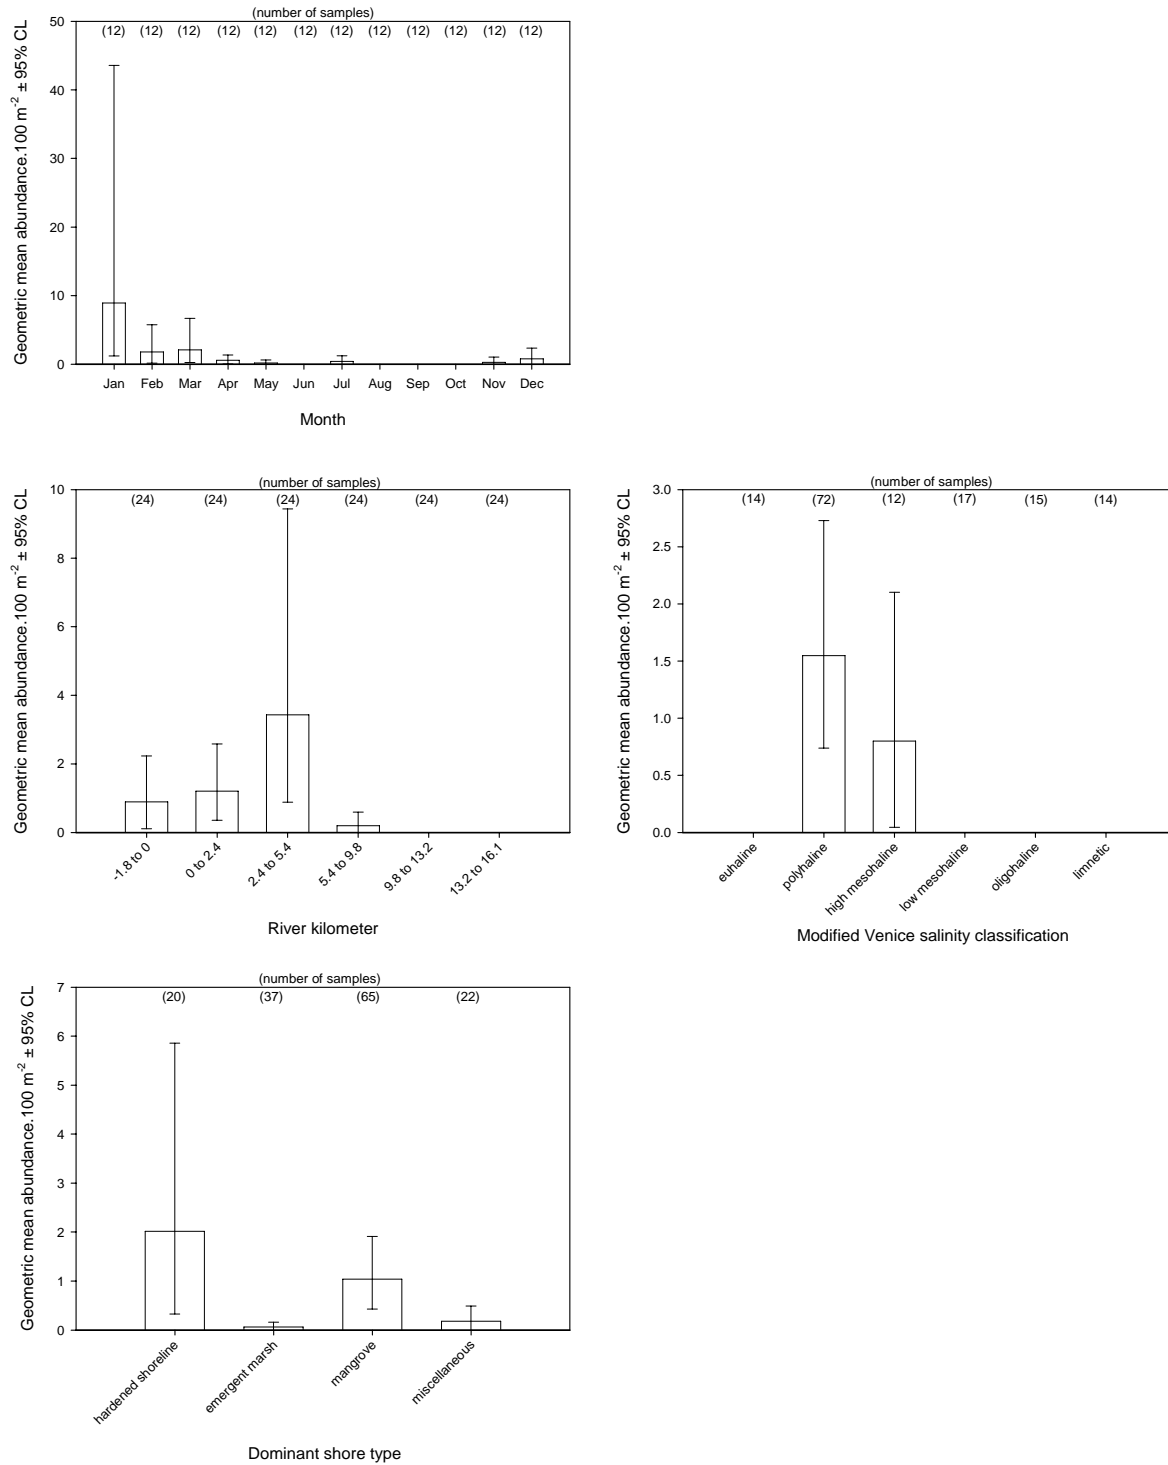 (number of samples)
(12) (12) (12) (12) (12) (12) (12) (12) (12) (12) (12) (12)
Geometric mean abundance.100 m-2 ± 95% CL
50
40
30
20
10
0
Jan Feb Mar Apr May Jun Jul Aug Sep Oct Nov Dec
Month
(number of samples)
(24) (24) (24) (24) (24) (24)
Geometric mean abundance.100 m-2 ± 95% CL
10
8
6
4
2
0
-1.8 to 0 0 to 2.4 2.4 to 5.4 5.4 to 9.8 9.8 to 13.2 13.2 to 16.1
River kilometer
(number of samples)
(14) (72) (12) (17) (15) (14)
Geometric mean abundance.100 m-2 ± 95% CL
3.0
2.5
2.0
1.5
1.0
0.5
0.0
euhaline polyhaline high mesohaline low mesohaline oligohaline limnetic
Modified Venice salinity classification
(number of samples)
(20) (37) (65) (22)
Geometric mean abundance.100 m-2 ± 95% CL
7
6
5
4
3
2
1
0
hardened shoreline emergent marsh mangrove miscellaneous
Dominant shore type